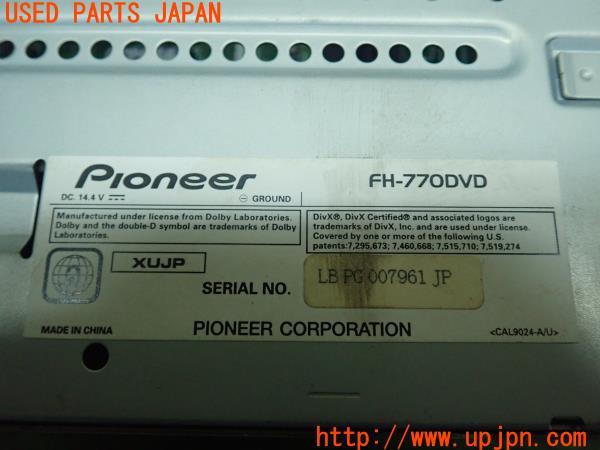 USED PARTS JAPAN
Pioneer
FH-770DVD
DC. 14.4 V
GROUND
Manufactured under license from Dolby Laboratories.
Dolby and the double-D symbol are trademarks of Dolby
Laboratories.
DivX®, DivX Certified® and associated logos are
trademarks of DivX, Inc. and are used under license.
Covered by one or more of the following U.S.
patents:7,295,673; 7,460,668; 7,515,710; 7,519,274
XUJP
SERIAL NO.
LB PG 007961 JP
MADE IN CHINA
PIONEER CORPORATION
<CAL9024-A/U>
UPJ
http://www.upjpn.com